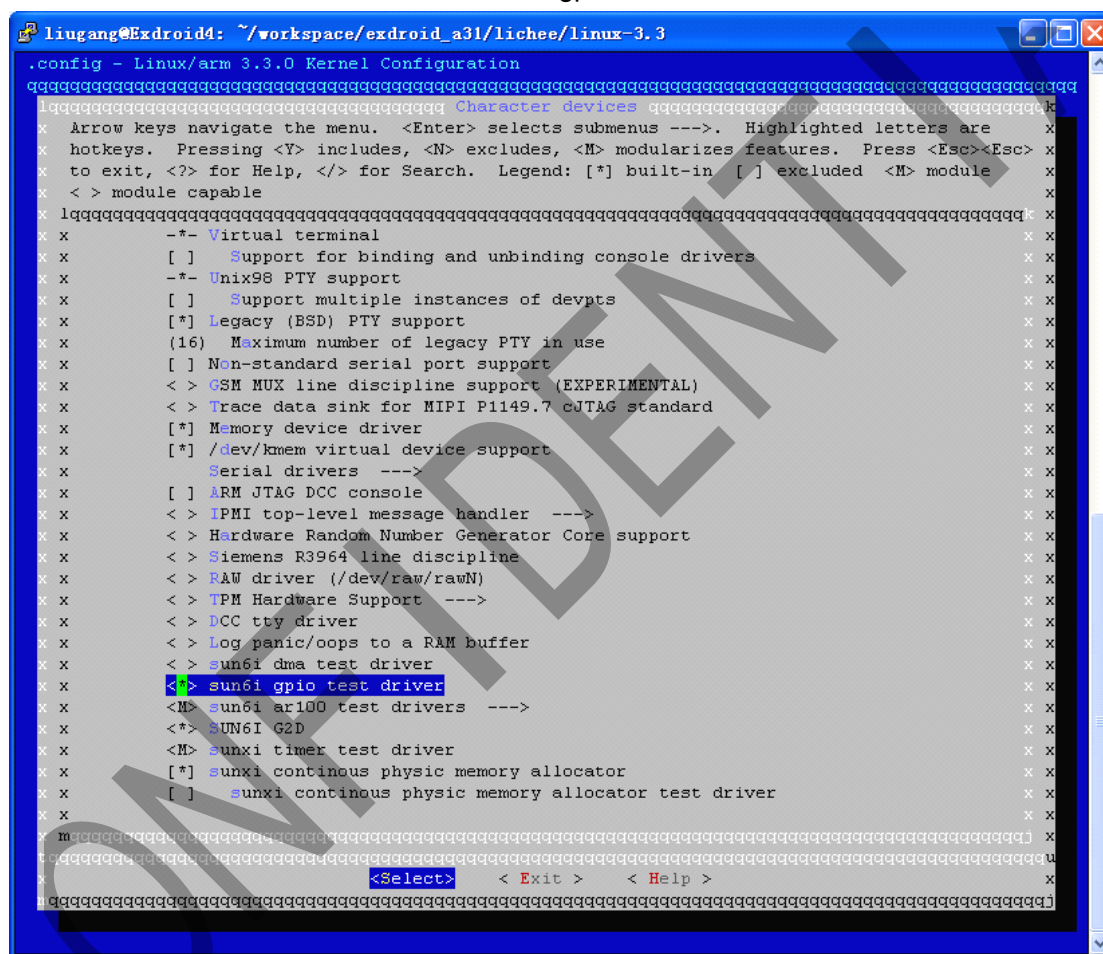 liugang@Exdroid4: ~/workspace/exdroid_a31/lichee/linux-3.3
.config - Linux/arm 3.3.0 Kernel Configuration
Character devices
Arrow keys navigate the menu.  <Enter> selects submenus --->.  Highlighted letters are
hotkeys.  Pressing <Y> includes, <N> excludes, <M> modularizes features.  Press <Esc><Esc>
to exit, <?> for Help, </> for Search.  Legend: [*] built-in  [ ] excluded  <M> module
< > module capable
-*- Virtual terminal
[ ]   Support for binding and unbinding console drivers
-*- Unix98 PTY support
[ ]   Support multiple instances of devpts
[*] Legacy (BSD) PTY support
(16)  Maximum number of legacy PTY in use
[ ] Non-standard serial port support
< > GSM MUX line discipline support (EXPERIMENTAL)
< > Trace data sink for MIPI P1149.7 cJTAG standard
[*] Memory device driver
[*] /dev/kmem virtual device support
Serial drivers  --->
[ ] ARM JTAG DCC console
< > IPMI top-level message handler  --->
< > Hardware Random Number Generator Core support
< > Siemens R3964 line discipline
< > RAW driver (/dev/raw/rawN)
< > TPM Hardware Support  --->
< > DCC tty driver
< > Log panic/oops to a RAM buffer
< > sun6i dma test driver
<*> sun6i gpio test driver
<M> sun6i ar100 test drivers  --->
<*> SUN6I G2D
<M> sunxi timer test driver
[*] sunxi continous physic memory allocator
[ ]   sunxi continous physic memory allocator test driver
<Select>    < Exit >    < Help >